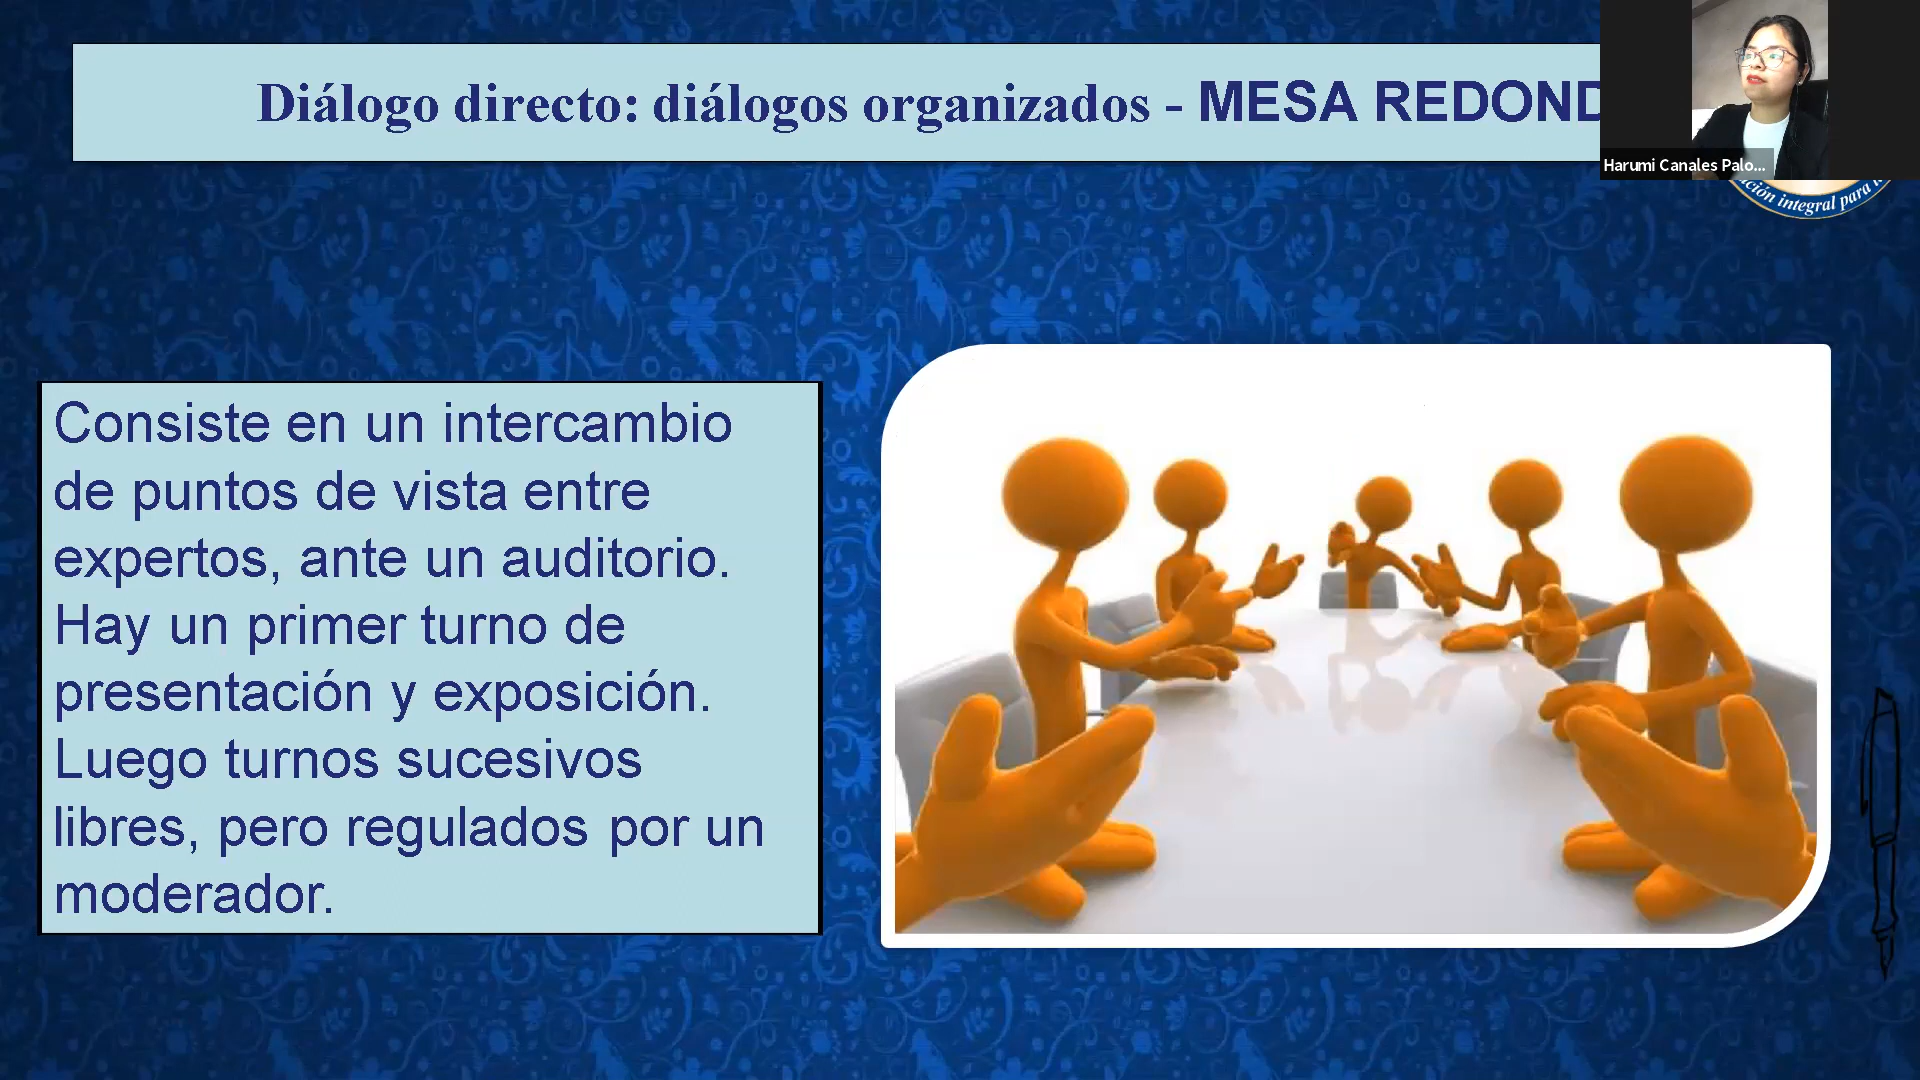 Diálogo directo: diálogos organizados - MESA REDOND
Harumi Canales Palo...
ción integral para
Consiste en un intercambio
de puntos de vista entre
expertos, ante un auditorio.
Hay un primer turno de
presentación y exposición.
Luego turnos sucesivos
libres, pero regulados por un
moderador.